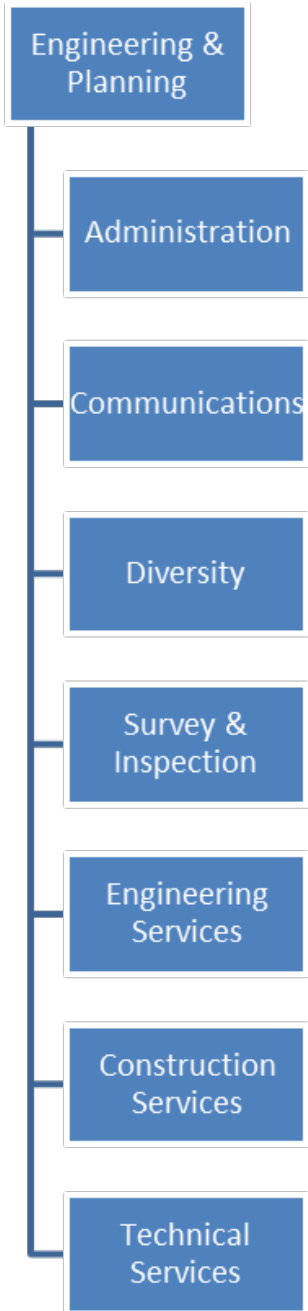 Engineering &
Planning
Administration
Communications
Diversity
Survey &
Inspection
Engineering
Services
Construction
Services
Technical
Services